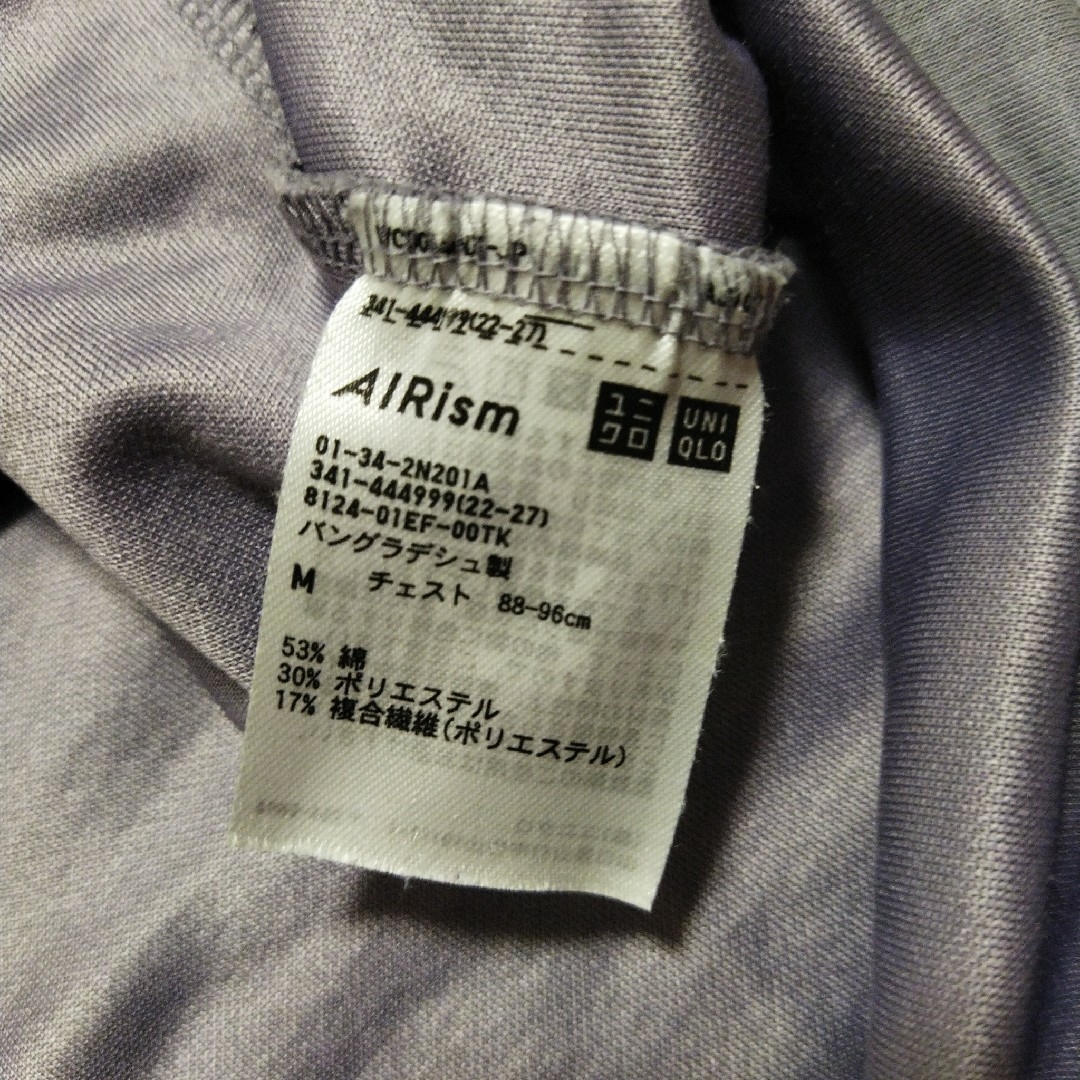 341-444999(22-27)
AIRism
ユニ
クロ
UNI
QLO
01-34-2N201A
341-444999(22-27)
8124-01EF-00TK
バングラデシュ製
M チェスト 88-96cm
53% 綿
30% ポリエステル
17% 複合繊維(ポリエステル)